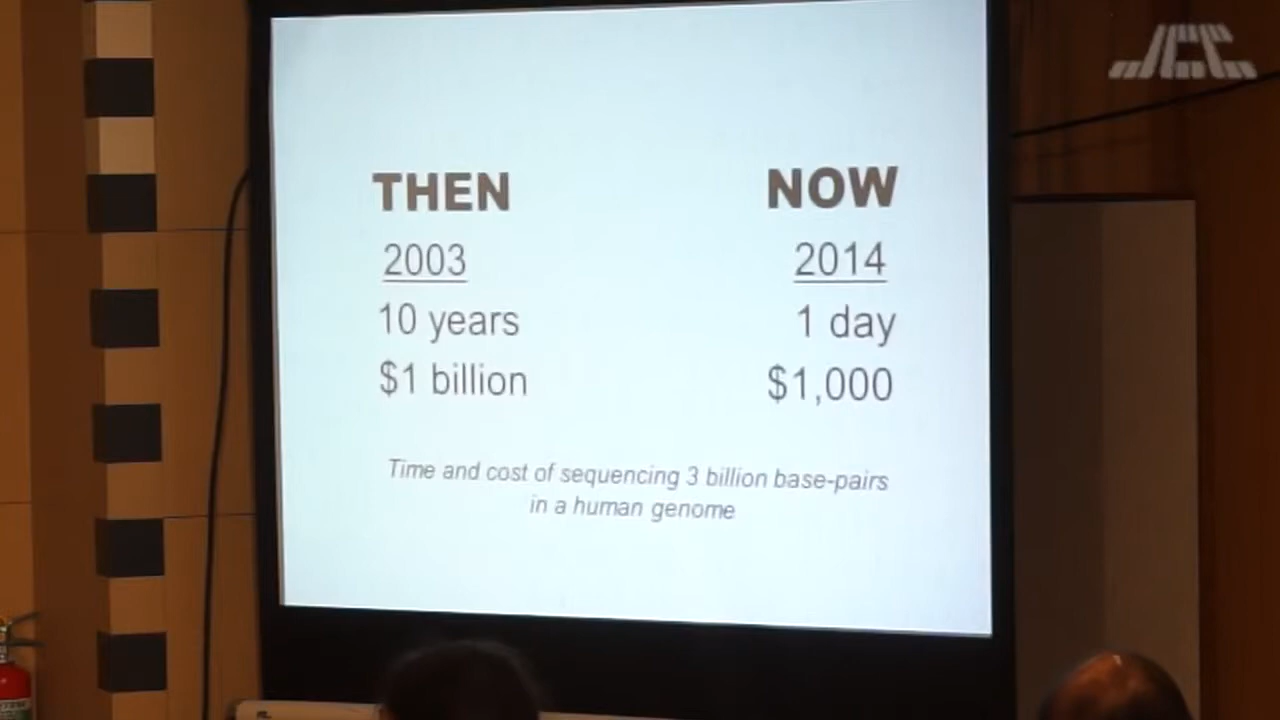 JCC
THEN
NOW
2003
2014
10 years
1 day
$1 billion
$1,000
Time and cost of sequencing 3 billion base-pairs
in a human genome